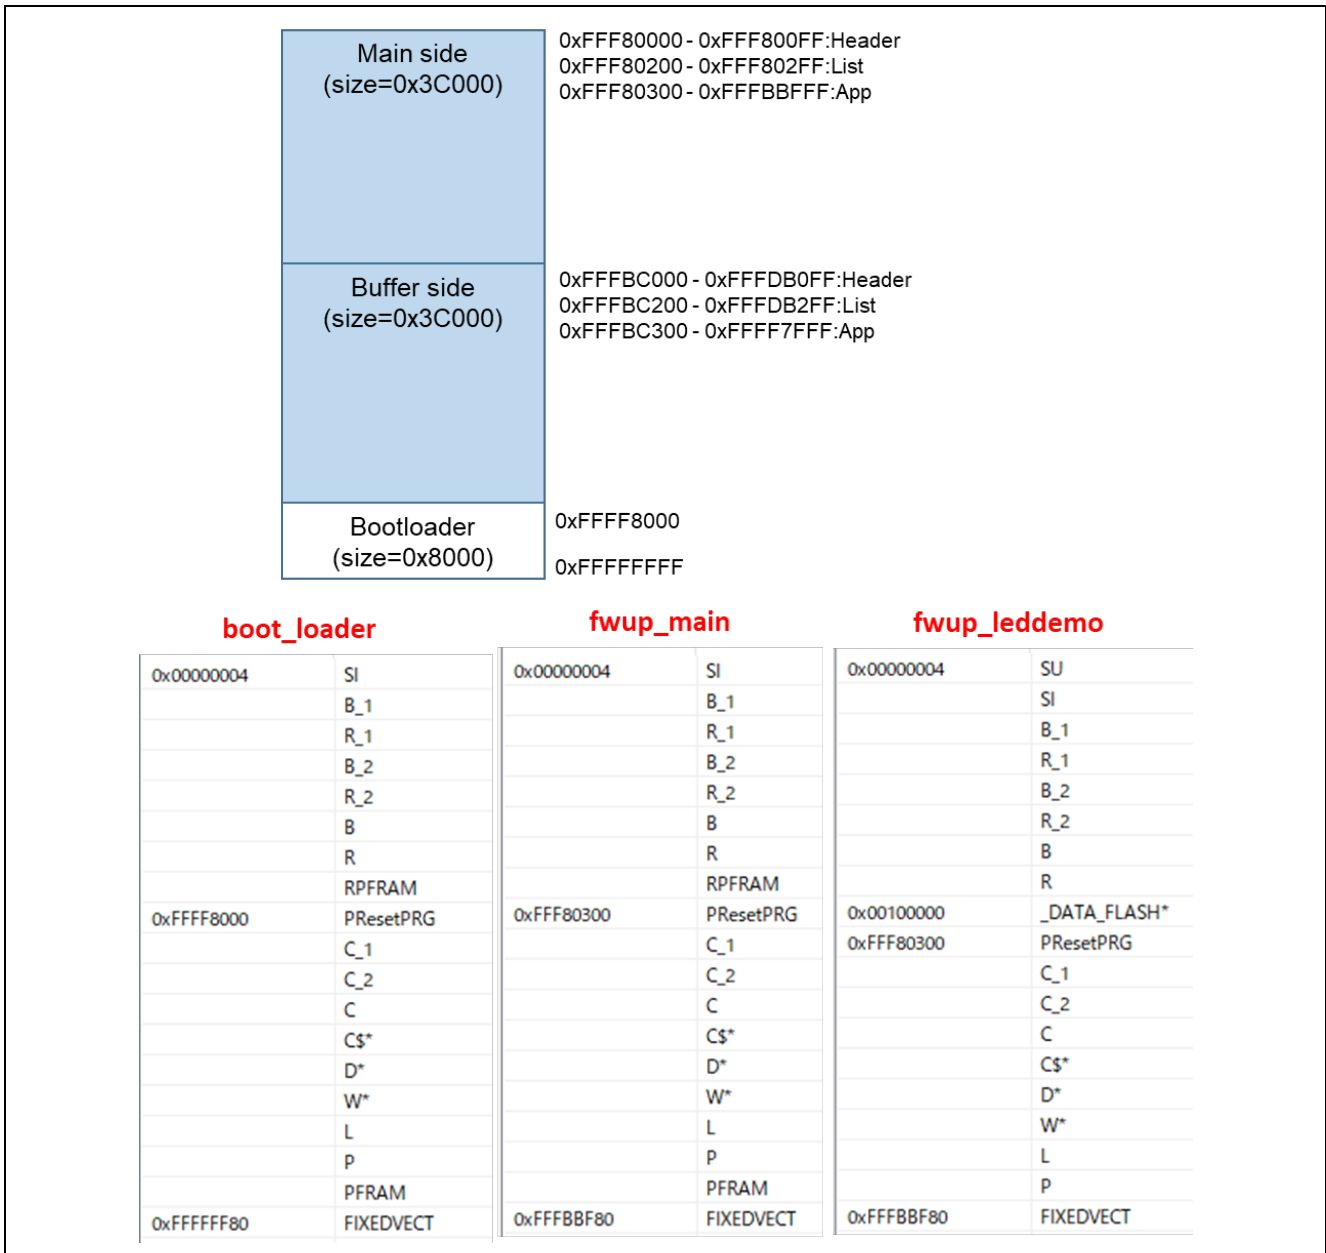 Main side
(size=0x3C000)
0xFFF80000 - 0xFFF800FF:Header
0xFFF80200 - 0xFFF802FF:List
0xFFF80300 - 0xFFFBBFFF:App
Buffer side
(size=0x3C000)
0xFFFBC000 - 0xFFFDB0FF:Header
0xFFFBC200 - 0xFFFDB2FF:List
0xFFFBC300 - 0xFFFF7FFF:App
Bootloader
(size=0x8000)
0xFFFF8000
0xFFFFFFFF
boot_loader
0x00000004 SI
B_1
R_1
B_2
R_2
B
R
RPFRAM
0xFFFF8000 PResetPRG
C_1
C_2
C
C$*
D*
W*
L
P
PFRAM
0xFFFFFF80 FIXEDVECT
fwup_main
0x00000004 SI
B_1
R_1
B_2
R_2
B
R
RPFRAM
0xFFF80300 PResetPRG
C_1
C_2
C
C$*
D*
W*
L
P
PFRAM
0xFFFBBF80 FIXEDVECT
fwup_leddemo
0x00000004 SU
SI
B_1
R_1
B_2
R_2
B
R
0x00100000 _DATA_FLASH*
0xFFF80300 PResetPRG
C_1
C_2
C
C$*
D*
W*
L
P
0xFFFBBF80 FIXEDVECT